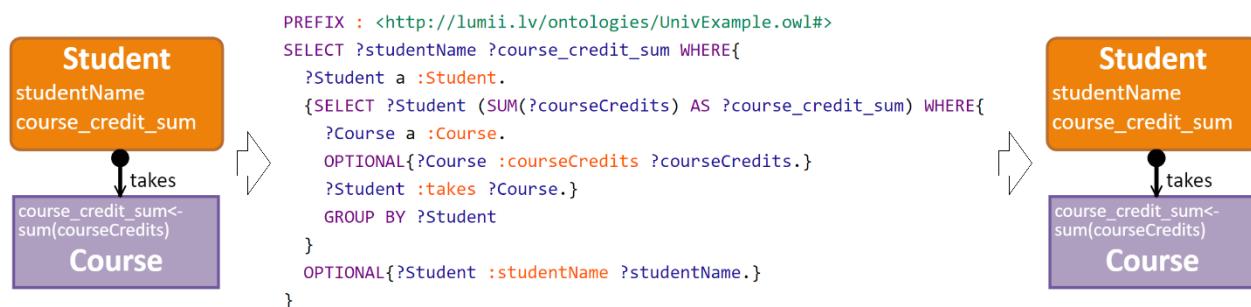 Student
studentName
course_credit_sum
takes
course_credit_sum<-
sum(courseCredits)
Course
PREFIX : <http://lumii.lv/ontologies/UnivExample.owl#>
SELECT ?studentName ?course_credit_sum WHERE{
?Student a :Student.
{SELECT ?Student (SUM(?courseCredits) AS ?course_credit_sum) WHERE{
?Course a :Course.
OPTIONAL{?Course :courseCredits ?courseCredits.}
?Student :takes ?Course.}
GROUP BY ?Student
}
OPTIONAL{?Student :studentName ?studentName.}
}
Student
studentName
course_credit_sum
takes
course_credit_sum<-
sum(courseCredits)
Course